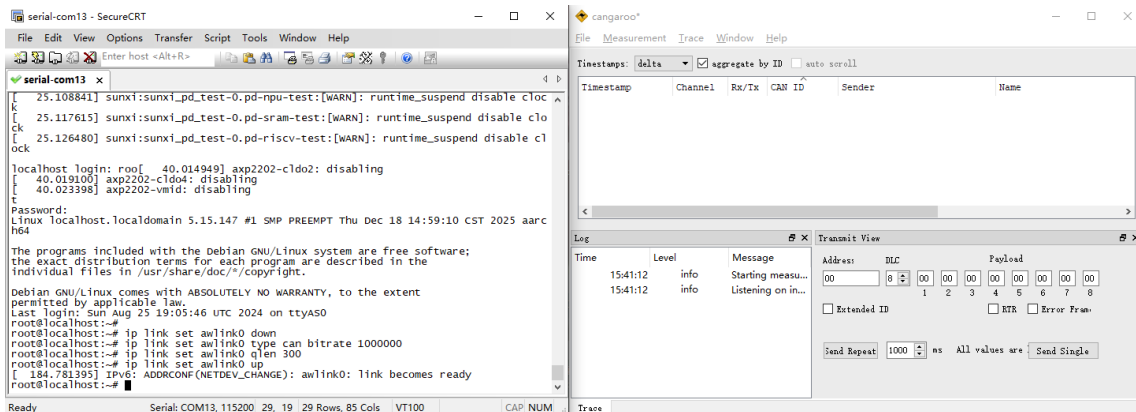 serial-com13 - SecureCRT
File Edit View Options Transfer Script Tools Window Help
Enter host <Alt+R>
serial-com13
[   25.108841] sunxi:sunxi_pd_test-0.pd-npu-test:[WARN]: runtime_suspend disable cloc
k
[   25.117615] sunxi:sunxi_pd_test-0.pd-sram-test:[WARN]: runtime_suspend disable clo
ck
[   25.126480] sunxi:sunxi_pd_test-0.pd-riscv-test:[WARN]: runtime_suspend disable cl
ock
localhost login: roo[   40.014949] axp2202-cldo2: disabling
[   40.019100] axp2202-cldo4: disabling
[   40.023398] axp2202-vmid: disabling
t
Password:
Linux localhost.localdomain 5.15.147 #1 SMP PREEMPT Thu Dec 18 14:59:10 CST 2025 aarc
h64
The programs included with the Debian GNU/Linux system are free software;
the exact distribution terms for each program are described in the
individual files in /usr/share/doc/*/copyright.
Debian GNU/Linux comes with ABSOLUTELY NO WARRANTY, to the extent
permitted by applicable law.
Last login: Sun Aug 25 19:05:46 UTC 2024 on ttyAS0
root@localhost:~#
root@localhost:~# ip link set awlink0 down
root@localhost:~# ip link set awlink0 type can bitrate 1000000
root@localhost:~# ip link set awlink0 qlen 300
root@localhost:~# ip link set awlink0 up
[  184.781395] IPv6: ADDRCONF(NETDEV_CHANGE): awlink0: link becomes ready
root@localhost:~#
Ready Serial: COM13, 115200 29, 19 29 Rows, 85 Cols VT100 CAP NUM
cangaroo*
File Measurement Trace Window Help
Timestamps: delta aggregate by ID auto scroll
Timestamp Channel Rx/Tx CAN ID Sender Name
Log
Time Level Message
15:41:12 info Starting measu...
15:41:12 info Listening on in...
Transmit View
Address DLC Payload
00 8 00 00 00 00 00 00 00 00
1 2 3 4 5 6 7 8
Extended ID RTR Error Fram
Send Repeat 1000 ms All values are Send Single
Trace